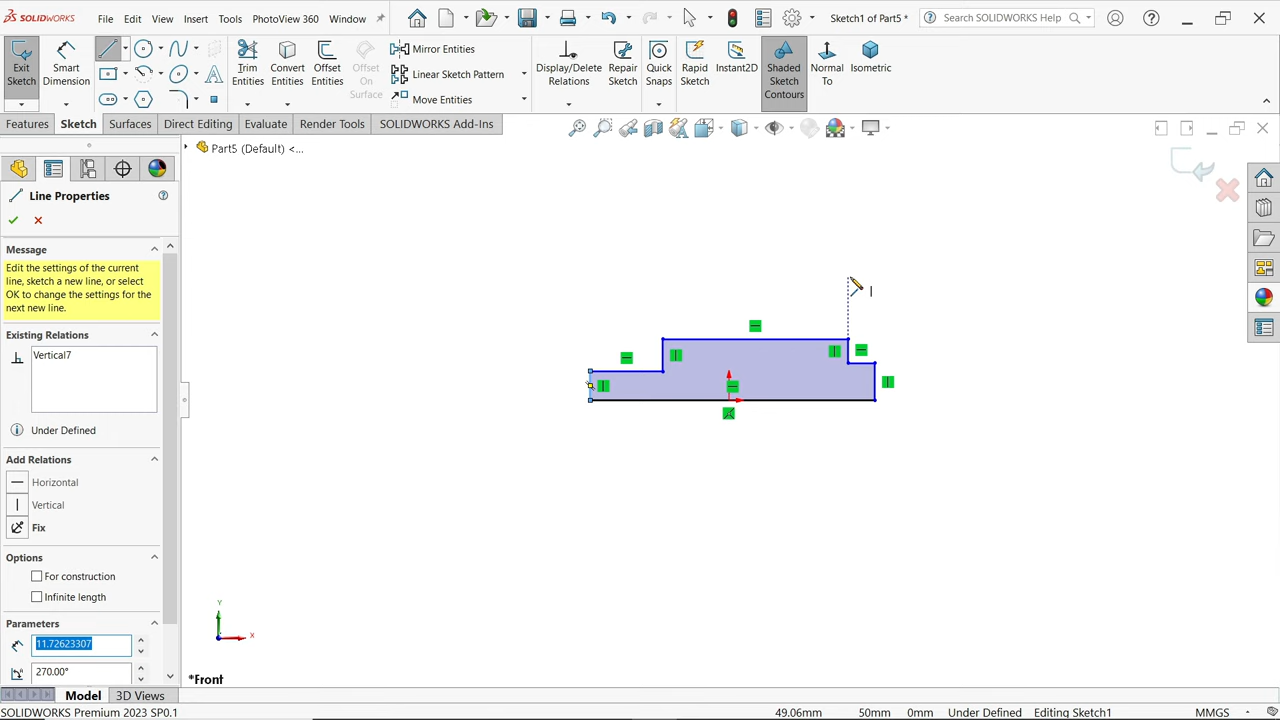 SOLIDWORKS File Edit View Insert Tools PhotoView 360 Window Sketch1 of Part5 * Search SOLIDWORKS Help
Exit Sketch
Smart Dimension
Trim Entities
Convert Entities
Offset Entities
Offset On Surface
Mirror Entities
Linear Sketch Pattern
Move Entities
Display/Delete Relations
Repair Sketch
Quick Snaps
Rapid Sketch
Instant2D
Shaded Sketch Contours
Normal To
Isometric
Features Sketch Surfaces Direct Editing Evaluate Render Tools SOLIDWORKS Add-Ins
Part5 (Default) <...
Line Properties
Message
Edit the settings of the current
line, sketch a new line, or select
OK to change the settings for the
next new line.
Existing Relations
Vertical7
Under Defined
Add Relations
Horizontal
Vertical
Fix
Options
For construction
Infinite length
Parameters
11.72623307
270.00°
Y
X
*Front
Model 3D Views
SOLIDWORKS Premium 2023 SP0.1 49.06mm 50mm 0mm Under Defined Editing Sketch1 MMGS